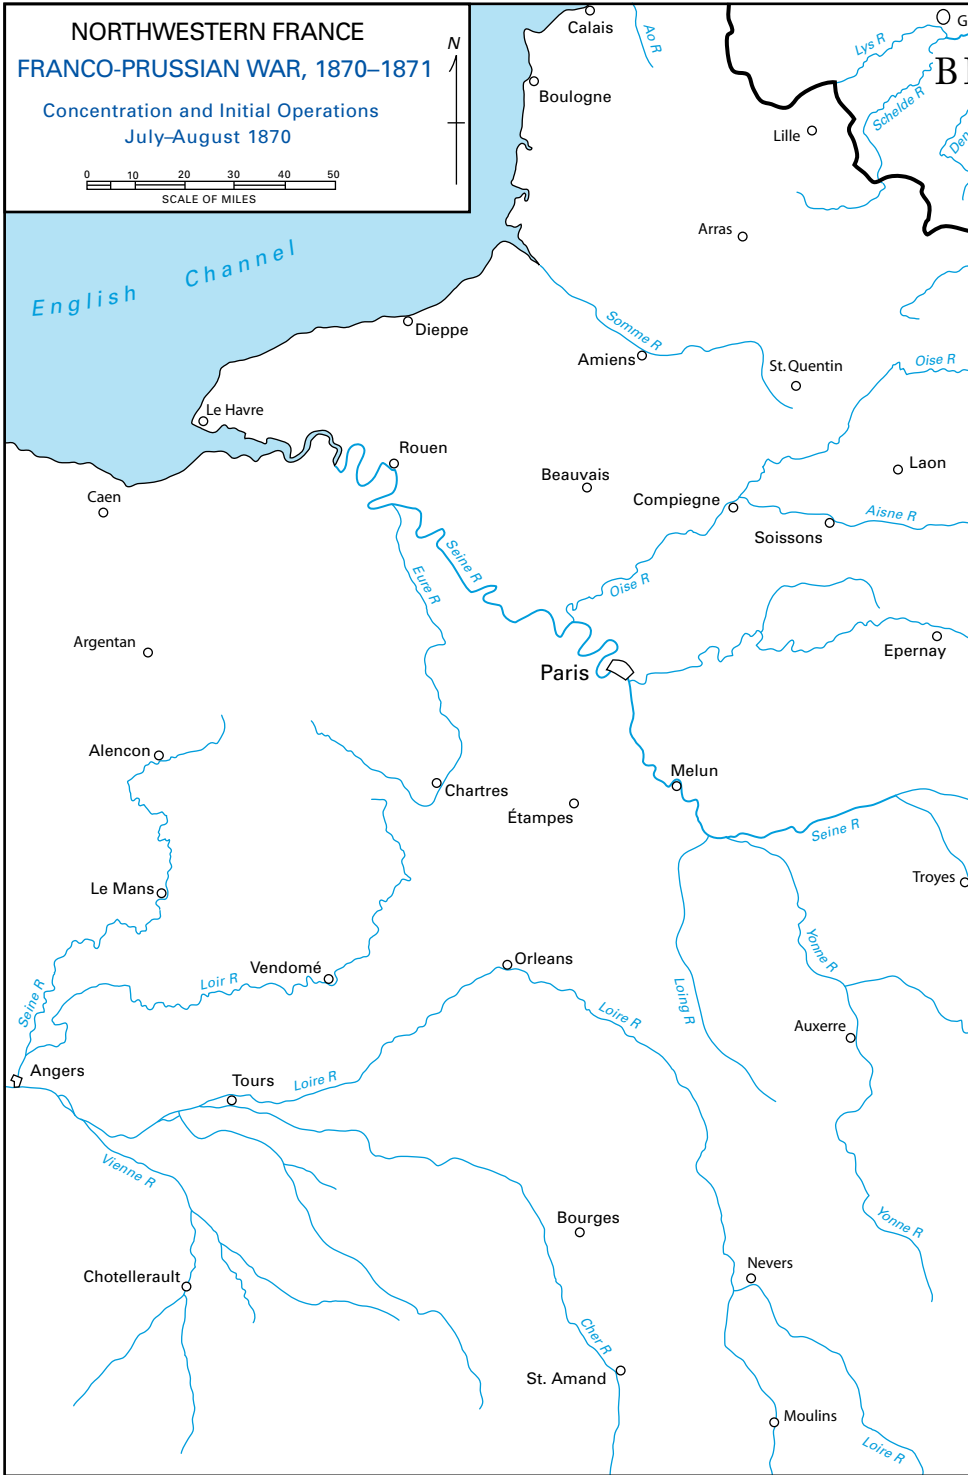 NORTHWESTERN FRANCE
FRANCO-PRUSSIAN WAR, 1870–1871
Concentration and Initial Operations
July–August 1870
N
0 10 20 30 40 50
SCALE OF MILES
Calais
Ao R
G
Lys R
B
Boulogne
Schelde R
Lille
Den
Arras
English Channel
Dieppe
Somme R
Amiens
St. Quentin
Oise R
Le Havre
Rouen
Laon
Beauvais
Caen
Compiegne
Aisne R
Soissons
Seine R
Eure R
Oise R
Argentan
Epernay
Paris
Alencon
Melun
Chartres
Étampes
Seine R
Troyes
Le Mans
Yonne R
Orleans
Vendomé
Loir R
Seine R
Loing R
Loire R
Auxerre
Angers
Tours
Loire R
Vienne R
Yonne R
Bourges
Nevers
Chotellerault
Cher R
St. Amand
Moulins
Loire R